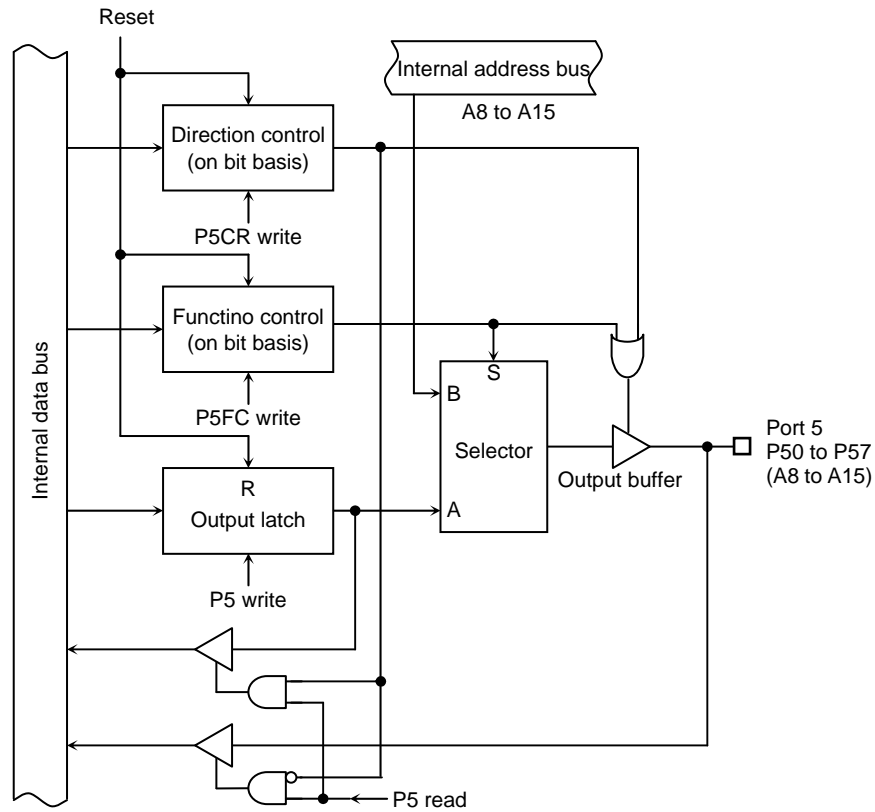 Reset
Internal address bus
A8 to A15
Direction control
(on bit basis)
P5CR write
Functino control
(on bit basis)
P5FC write
Internal data bus
S
B
Selector
A
Output buffer
Port 5
P50 to P57
(A8 to A15)
R
Output latch
P5 write
P5 read